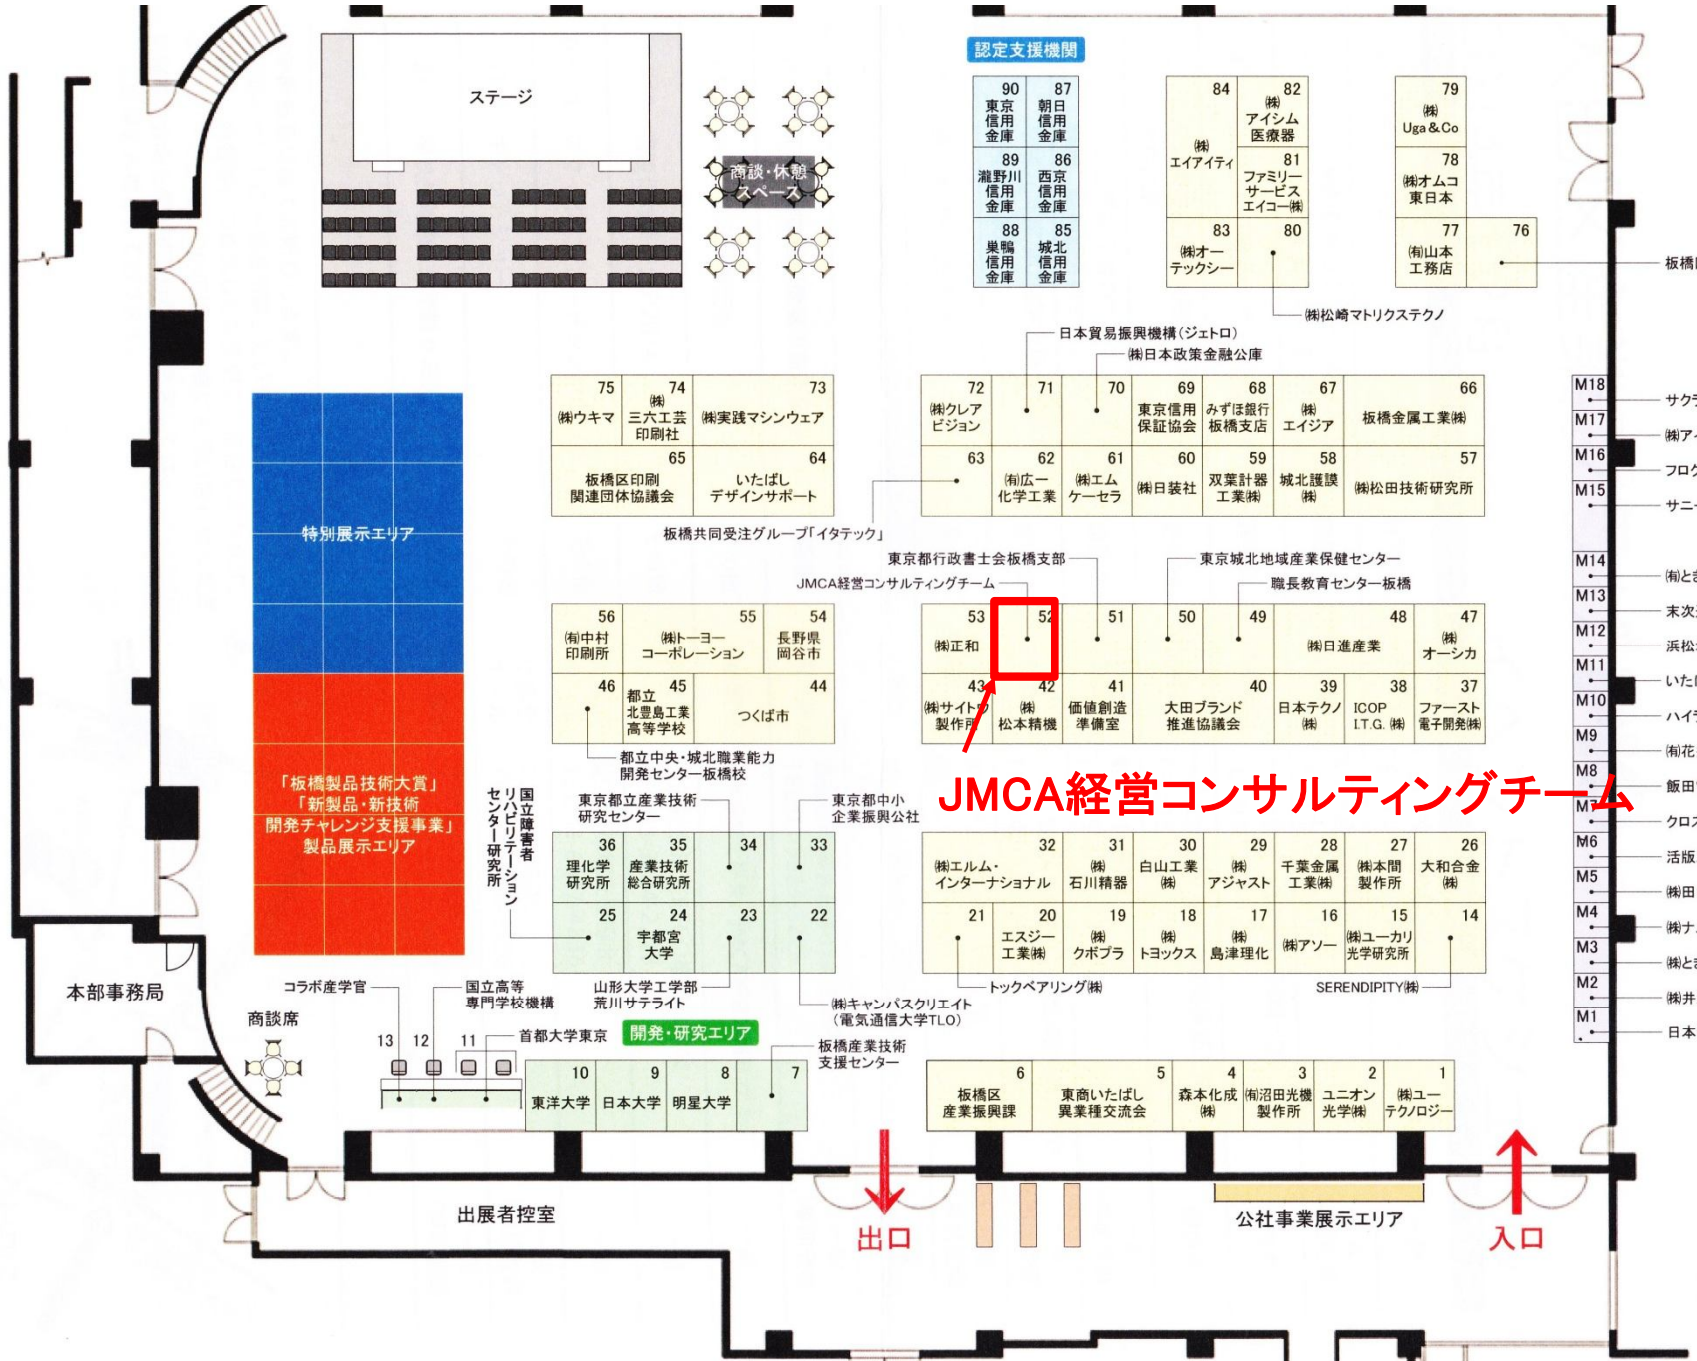 ステージ
商談・休憩
スペース
認定支援機関
90
東京
信用
金庫
87
朝日
信用
金庫
89
瀧野川
信用
金庫
86
西京
信用
金庫
88
巣鴨
信用
金庫
85
城北
信用
金庫
84
㈱
エイアイティ
82
㈱
アイシム
医療器
81
ファミリー
サービス
エイコー㈱
83
㈱オー
テックシー
80
㈱松崎マトリクステクノ
79
㈱
Uga&Co
78
㈱オムコ
東日本
77
㈲山本
工務店
76
板橋
日本貿易振興機構(ジェトロ)
㈱日本政策金融公庫
75
㈱ウキマ
74
㈱
三六工芸
印刷社
73
㈱実践マシンウェア
65
板橋区印刷
関連団体協議会
64
いたばし
デザインサポート
72
㈱クレア
ビジョン
71
70
69
東京信用
保証協会
68
みずほ銀行
板橋支店
67
㈱
エイジア
66
板橋金属工業㈱
63
62
㈲広一
化学工業
61
㈱エム
ケーセラ
60
㈱日装社
59
双葉計器
工業㈱
58
城北護謨
㈱
57
㈱松田技術研究所
板橋共同受注グループ「イタテック」
東京都行政書士会板橋支部
東京城北地域産業保健センター
JMCA経営コンサルティングチーム
職長教育センター板橋
特別展示エリア
56
㈲中村
印刷所
55
㈱トーヨー
コーポレーション
54
長野県
岡谷市
46
45
都立
北豊島工業
高等学校
44
つくば市
都立中央・城北職業能力
開発センター板橋校
53
㈱正和
52
51
50
49
48
㈱日進産業
47
㈱
オーシカ
43
㈱サイトウ
製作所
42
㈱
松本精機
41
価値創造
準備室
40
大田ブランド
推進協議会
39
日本テクノ
㈱
38
ICOP
I.T.G. ㈱
37
ファースト
電子開発㈱
JMCA経営コンサルティングチーム
「板橋製品技術大賞」
「新製品・新技術
開発チャレンジ支援事業」
製品展示エリア
国立障害者
リハビリテーション
センター研究所
東京都立産業技術
研究センター
東京都中小
企業振興公社
36
理化学
研究所
35
産業技術
総合研究所
34
33
25
24
宇都宮
大学
23
22
山形大学工学部
荒川サテライト
㈱キャンパスクリエイト
(電気通信大学TLO)
32
㈱エルム・
インターナショナル
31
㈱
石川精器
30
白山工業
㈱
29
㈱
アジャスト
28
千葉金属
工業㈱
27
㈱本間
製作所
26
大和合金
㈱
21
20
エスジー
工業㈱
19
㈱
クボプラ
18
㈱
トヨックス
17
㈱
島津理化
16
㈱アソー
15
㈱ユーカリ
光学研究所
14
トックベアリング㈱
SERENDIPITY㈱
M18
サクラ
M17
㈱アイ
M16
フログ
M15
サニー
M14
㈲とき
M13
末次
M12
浜松
M11
いたば
M10
ハイラ
M9
㈲花
M8
飯田
M7
クロス
M6
活版
M5
㈱田
M4
㈱ナ
M3
㈱とき
M2
㈱井
M1
日本
本部事務局
商談席
コラボ産学官
国立高等
専門学校機構
首都大学東京
開発・研究エリア
板橋産業技術
支援センター
13
12
11
10
東洋大学
9
日本大学
8
明星大学
7
6
板橋区
産業振興課
5
東商いたばし
異業種交流会
4
森本化成
㈱
3
㈲沼田光機
製作所
2
ユニオン
光学㈱
1
㈱ユー
テクノロジー
出展者控室
出口
公社事業展示エリア
入口